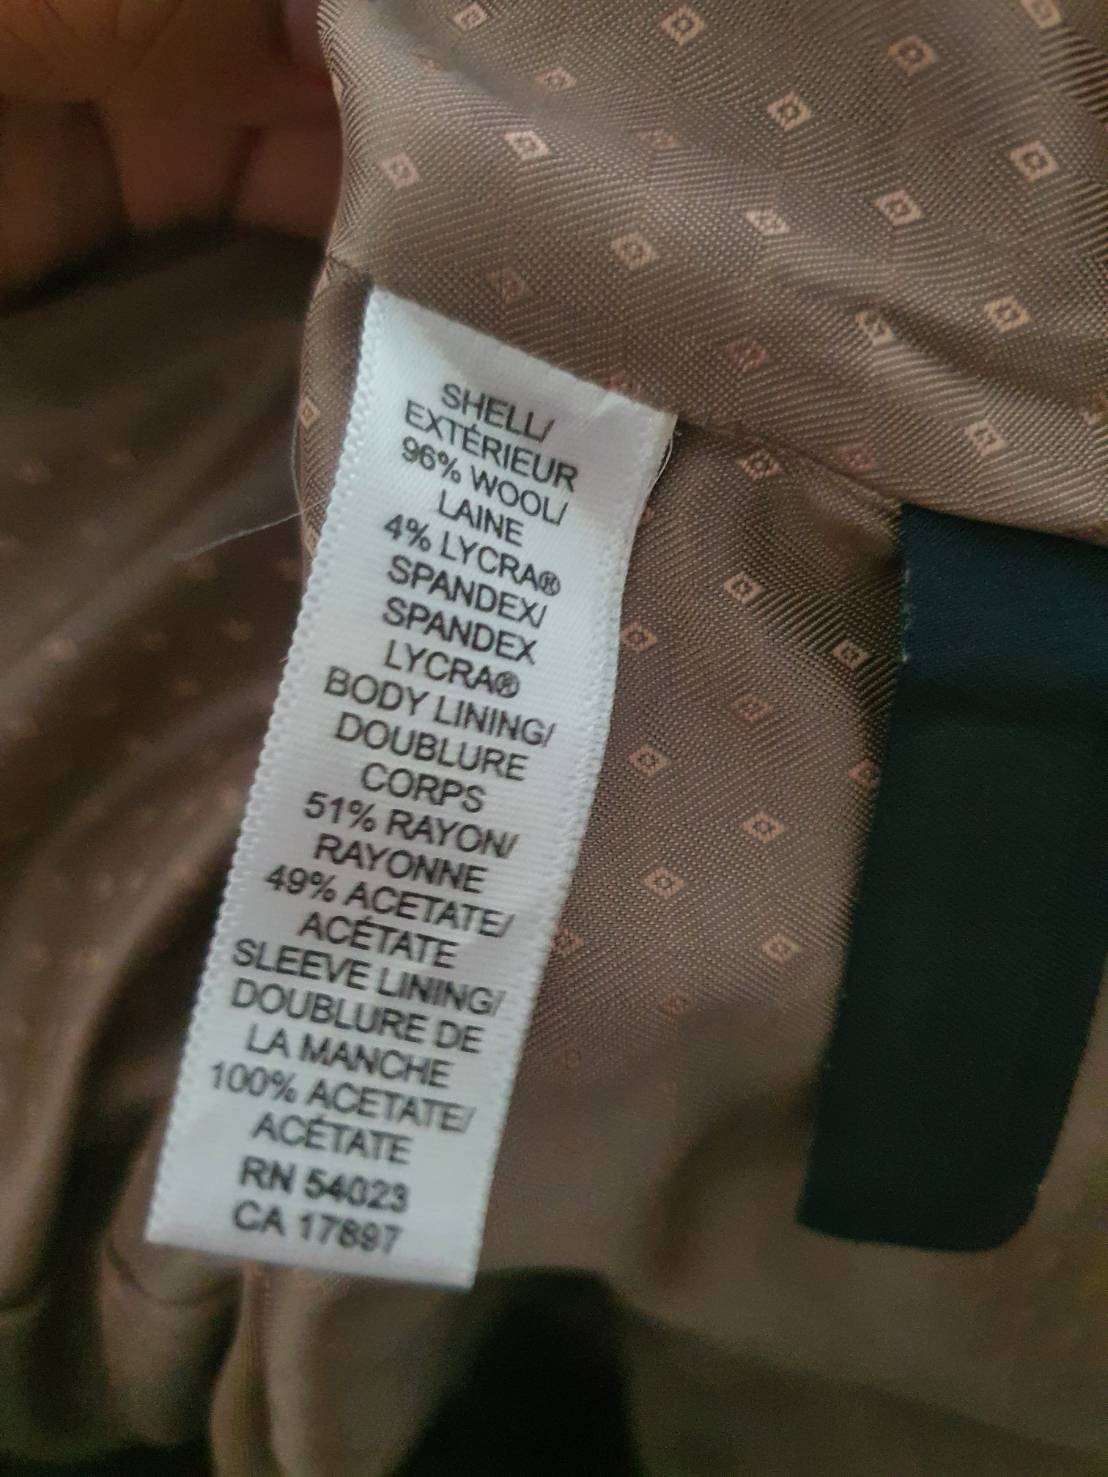 SHELL/
EXTÉRIEUR
96% WOOL/
LAINE
4% LYCRA®
SPANDEX/
SPANDEX
LYCRA®
BODY LINING/
DOUBLURE
CORPS
51% RAYON/
RAYONNE
49% ACETATE/
ACÉTATE
SLEEVE LINING/
DOUBLURE DE
LA MANCHE
100% ACETATE/
ACÉTATE
RN 54023
CA 17897